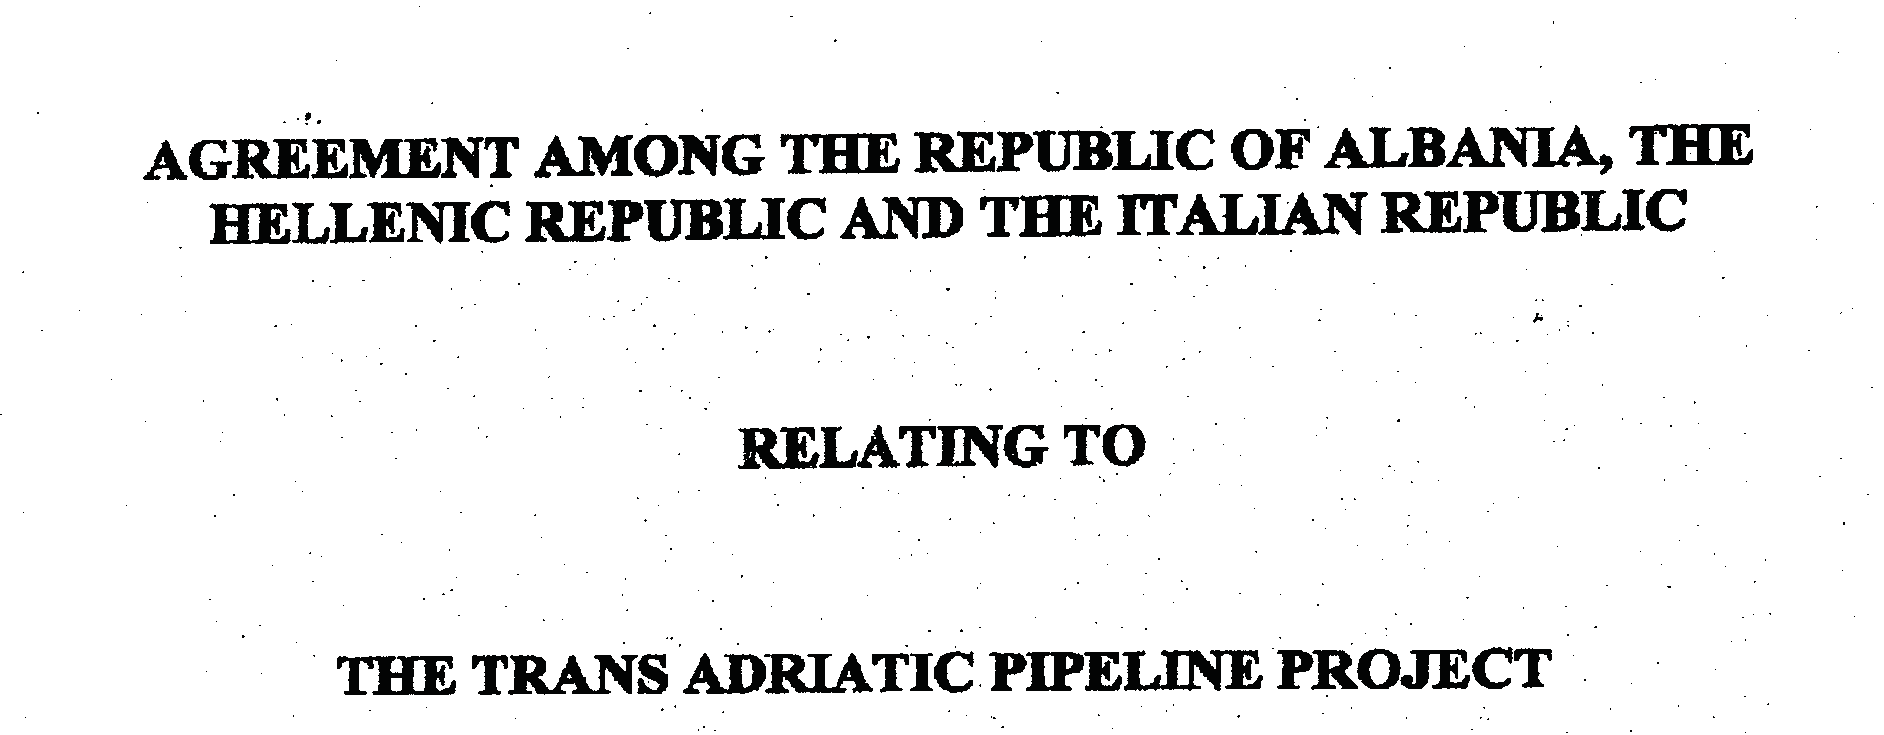 AGREEMENT AMONG THE REPUBLIC OF ALBANIA, THE
HELLENIC REPUBLIC AND THE ITALIAN REPUBLIC
RELATING TO
THE TRANS ADRIATIC PIPELINE PROJECT